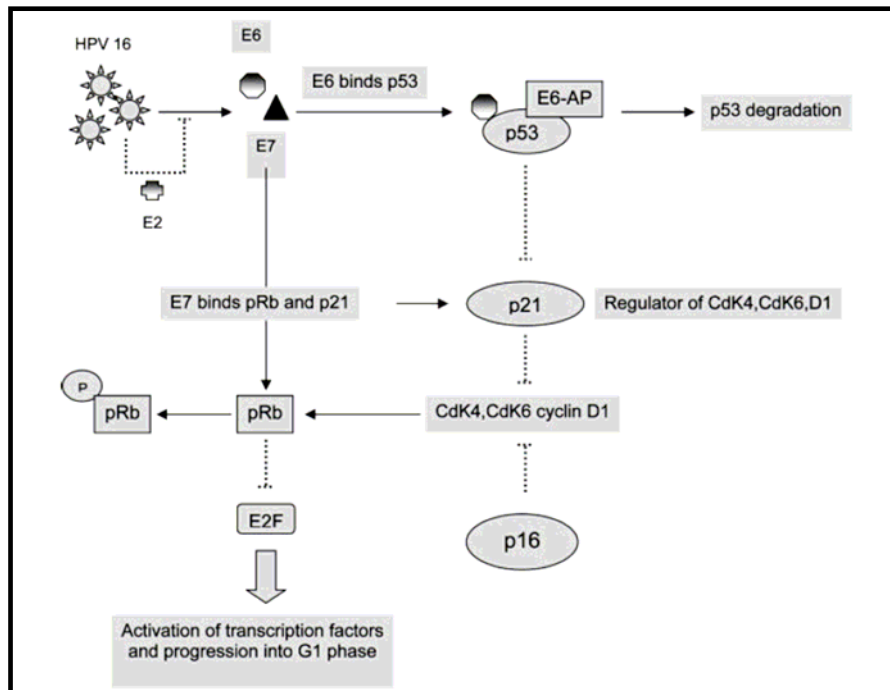 HPV 16
E6
E6 binds p53
E6-AP
p53
p53 degradation
E7
E2
E7 binds pRb and p21
p21
Regulator of CdK4,CdK6,D1
P
pRb
pRb
CdK4,CdK6 cyclin D1
E2F
p16
Activation of transcription factors
and progression into G1 phase